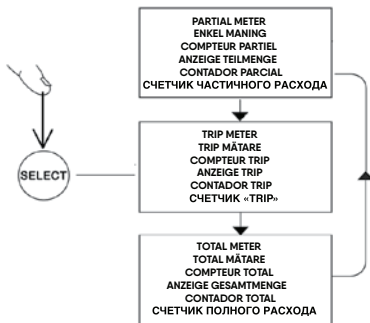 PARTIAL METER
ENKEL MANING
COMPTEUR PARTIEL
ANZEIGE TEILMENGE
CONTADOR PARCIAL
СЧЕТЧИК ЧАСТИЧНОГО РАСХОДА
SELECT
TRIP METER
TRIP MÄTARE
COMPTEUR TRIP
ANZEIGE TRIP
CONTADOR TRIP
СЧЕТЧИК «TRIP»
TOTAL METER
TOTAL MÄTARE
COMPTEUR TOTAL
ANZEIGE GESAMTMENGE
CONTADOR TOTAL
СЧЕТЧИК ПОЛНОГО РАСХОДА